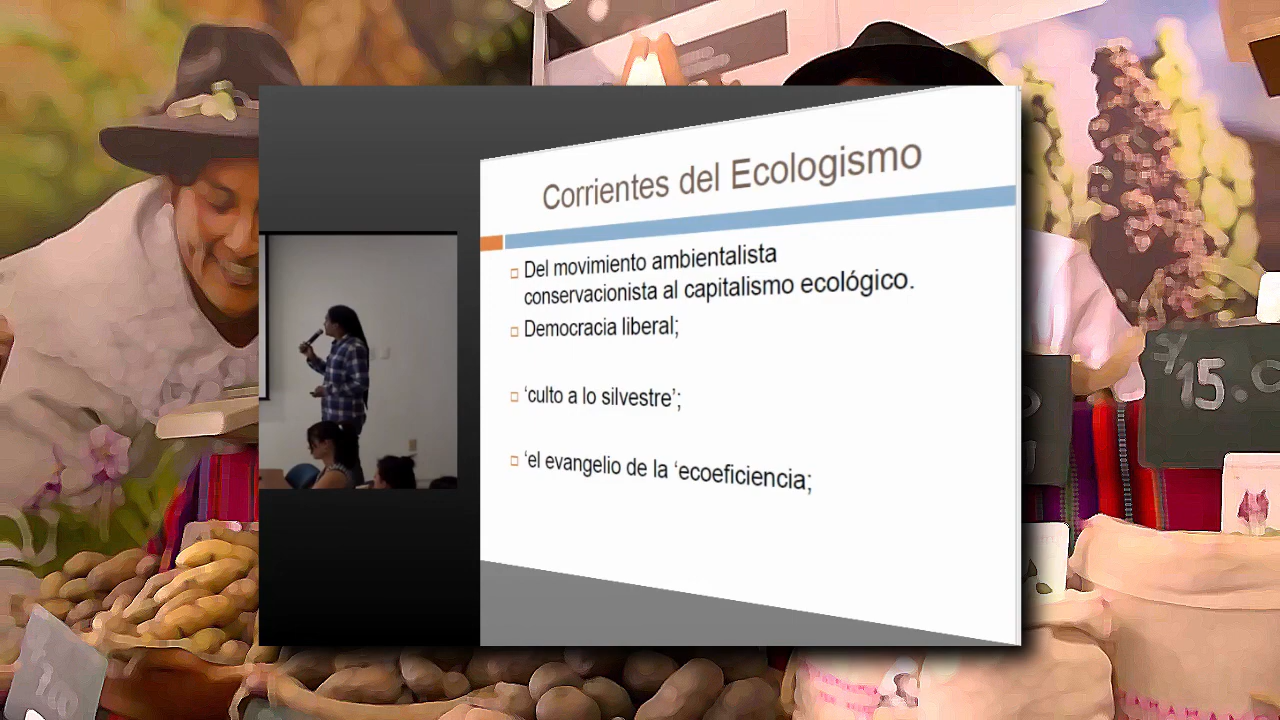 Corrientes del Ecologismo
Del movimiento ambientalista
conservacionista al capitalismo ecológico.
Democracia liberal;
‘culto a lo silvestre’;
‘el evangelio de la ‘ecoeficiencia;
S/15.0